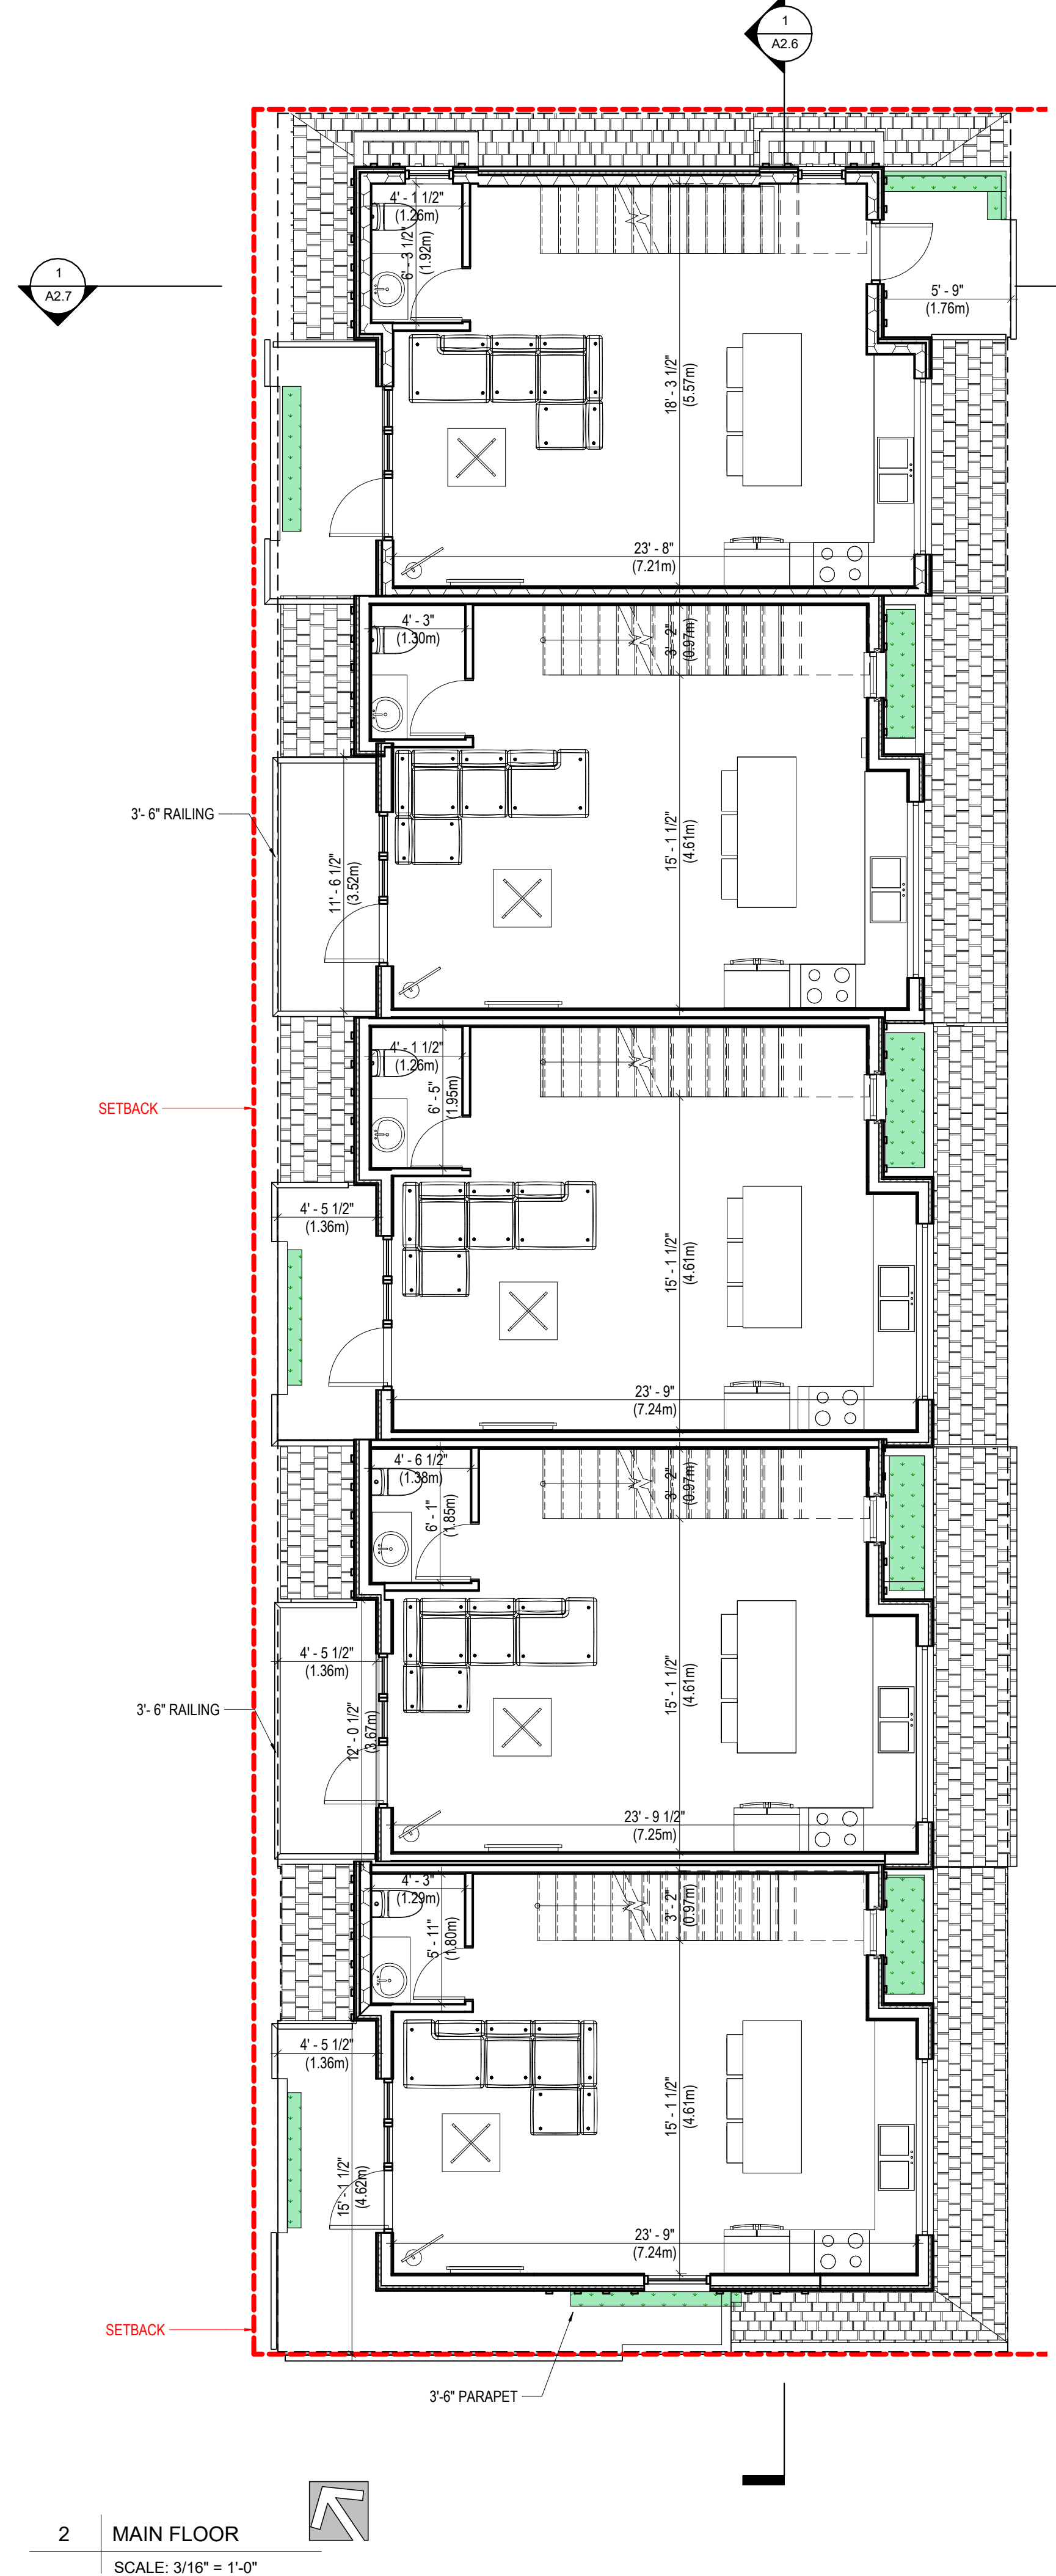 1
A2.6
1
A2.7
4' - 1 1/2"
(1.26m)
6' - 3 1/2"
(1.92m)
5' - 9"
(1.76m)
18' - 3 1/2"
(5.57m)
23' - 8"
(7.21m)
4' - 3"
(1.30m)
3' - 2"
(0.97m)
3'- 6" RAILING
11' - 6 1/2"
(3.52m)
15' - 1 1/2"
(4.61m)
4' - 1 1/2"
(1.26m)
6' - 5"
(1.95m)
SETBACK
4' - 5 1/2"
(1.36m)
15' - 1 1/2"
(4.61m)
23' - 9"
(7.24m)
4' - 6 1/2"
(1.38m)
6' - 1"
(1.85m)
3' - 2"
(0.97m)
4' - 5 1/2"
(1.36m)
15' - 1 1/2"
(4.61m)
3'- 6" RAILING
12' - 0 1/2"
(3.67m)
23' - 9 1/2"
(7.25m)
4' - 3"
(1.29m)
5' - 11"
(1.80m)
3' - 2"
(0.97m)
4' - 5 1/2"
(1.36m)
15' - 1 1/2"
(4.61m)
15' - 1 1/2"
(4.62m)
23' - 9"
(7.24m)
SETBACK
3'-6" PARAPET
2
MAIN FLOOR
SCALE: 3/16" = 1'-0"